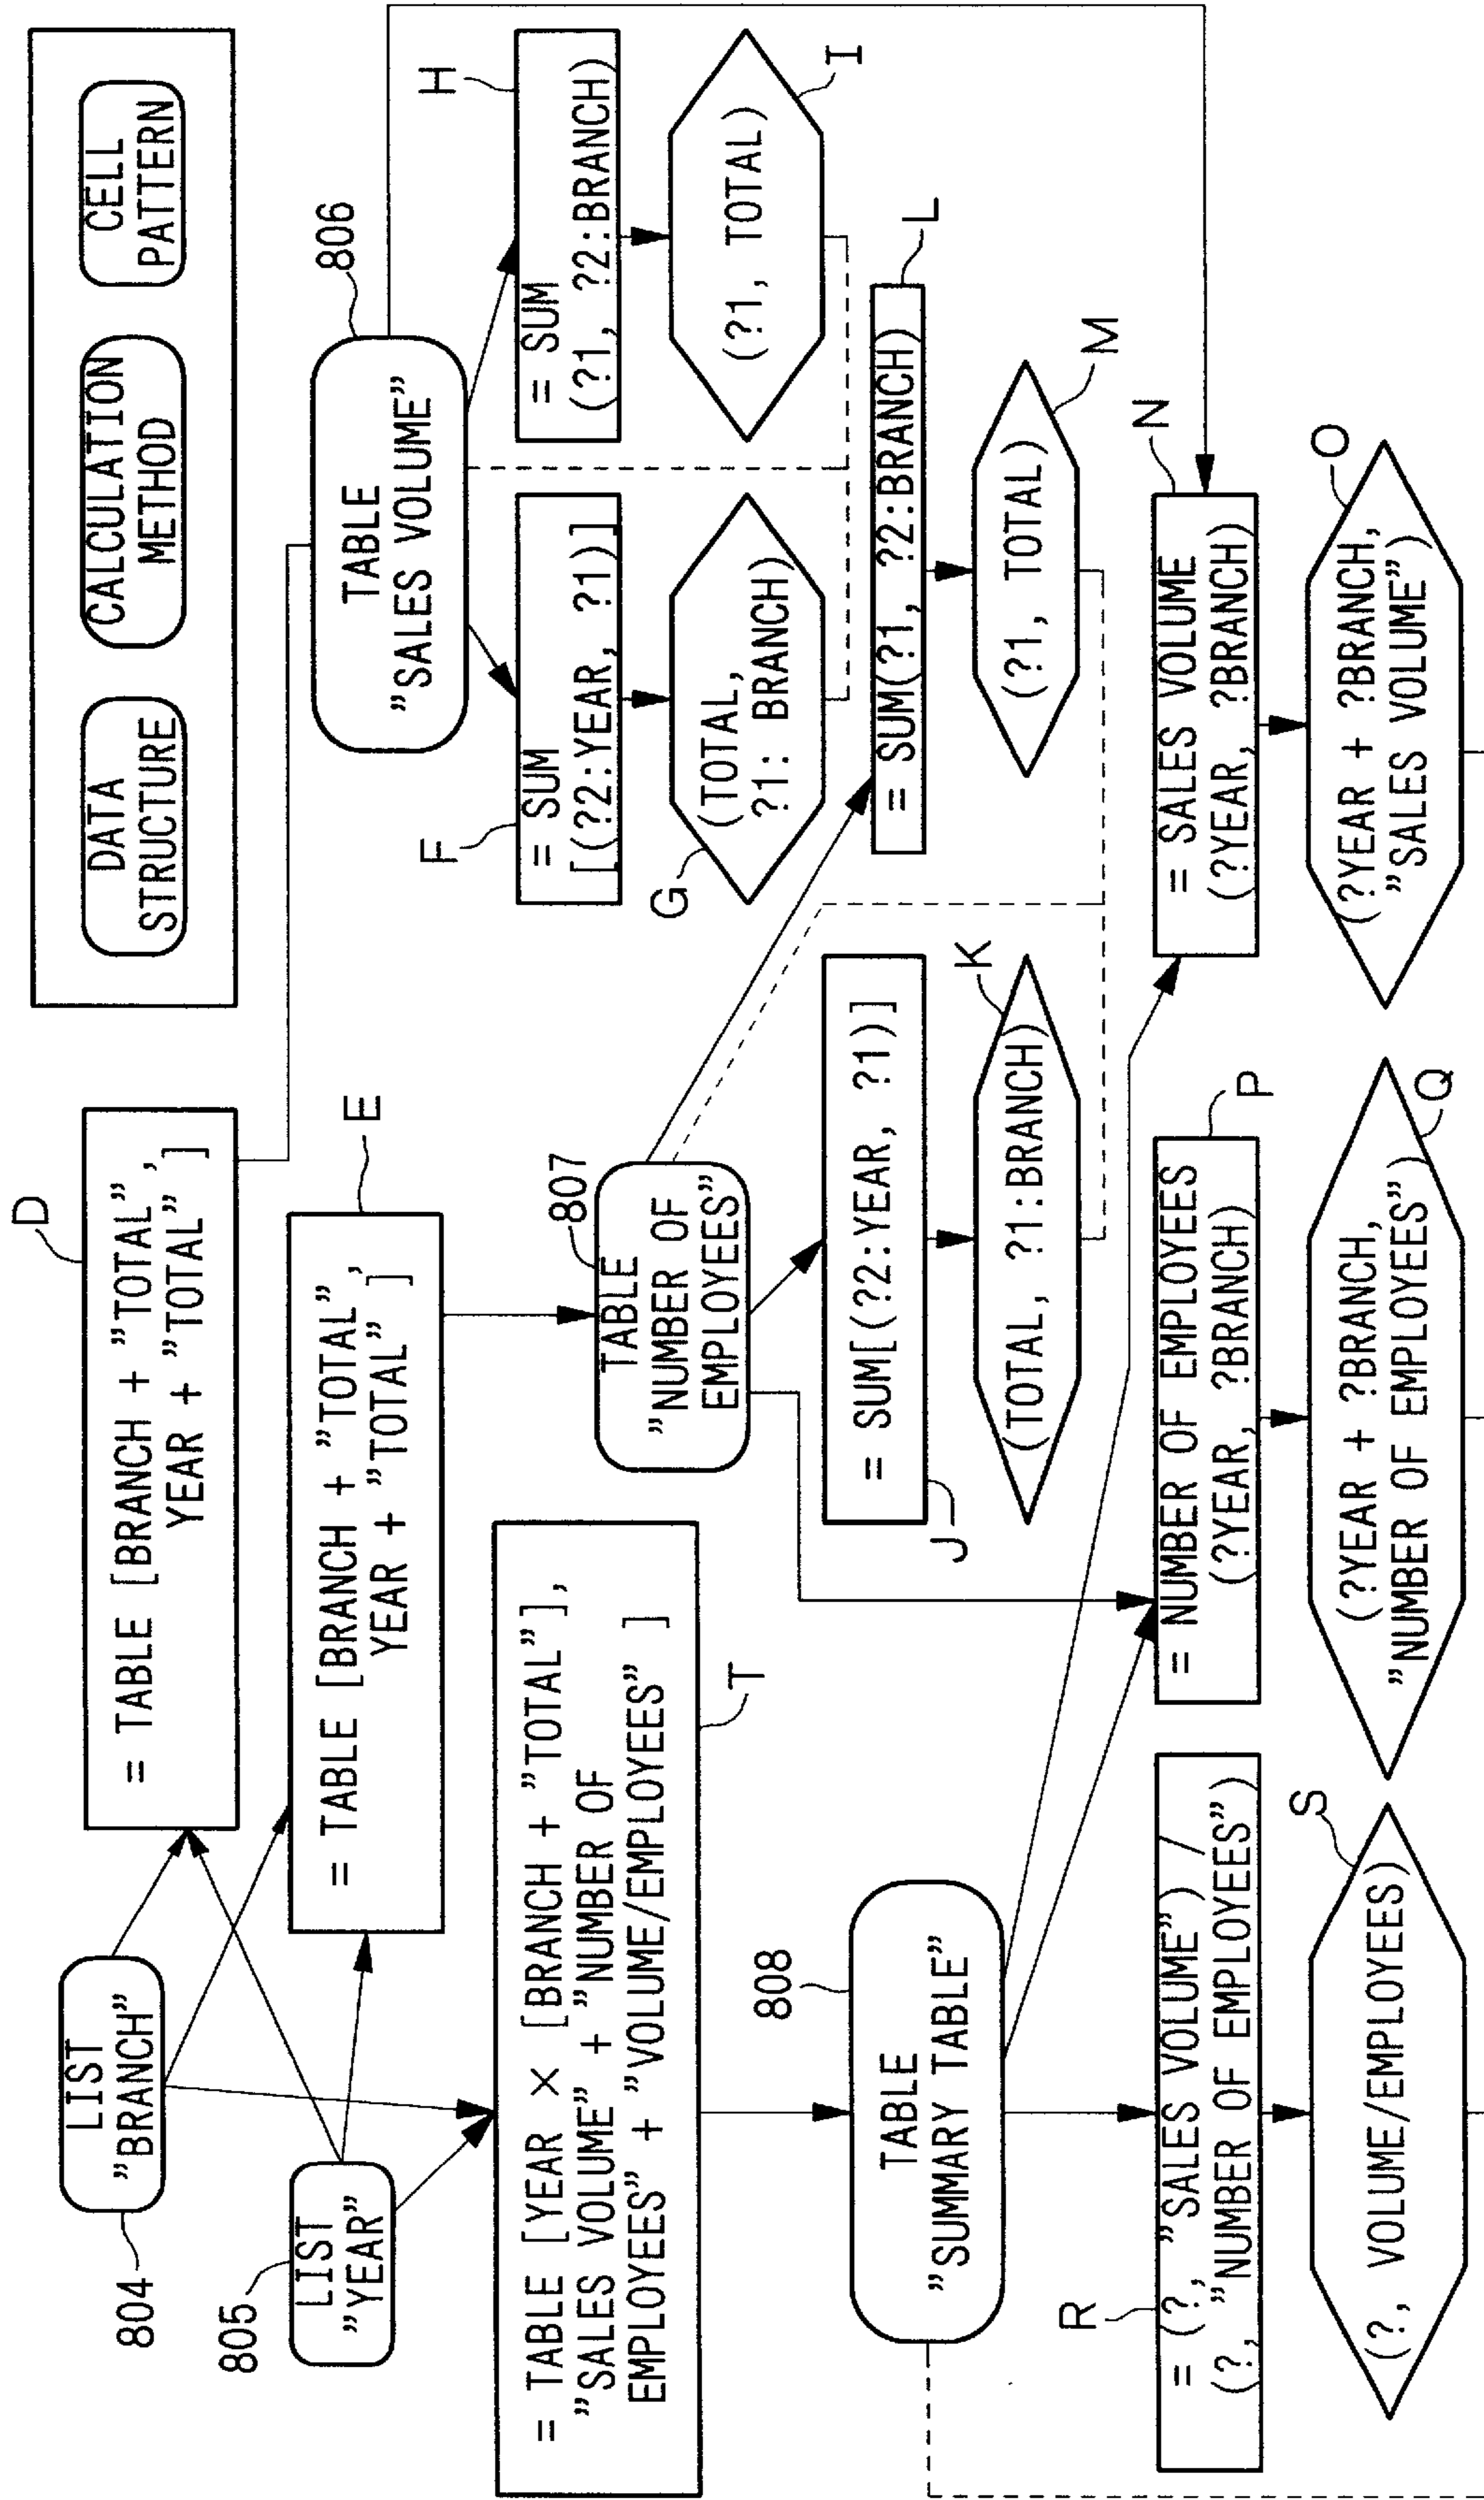 LIST
"BRANCH"
804
LIST
"YEAR"
805
D
= TABLE [BRANCH + "TOTAL",
YEAR + "TOTAL" ]
E
= TABLE [BRANCH + "TOTAL",
YEAR + "TOTAL" ]
DATA
STRUCTURE
CALCULATION
METHOD
CELL
PATTERN
= TABLE [YEAR × [BRANCH + "TOTAL"],
"SALES VOLUME" + "NUMBER OF
EMPLOYEES" + "VOLUME/EMPLOYEES" ]
T
807
TABLE
"NUMBER OF
EMPLOYEES"
806
TABLE
"SALES VOLUME"
F
= SUM
[(?2:YEAR, ?1)]
G
(TOTAL,
?1: BRANCH)
H
= SUM
(?1, ?2:BRANCH)
I
(?1, TOTAL)
808
TABLE
"SUMMARY TABLE"
J
= SUM[(?2:YEAR, ?1)]
K
(TOTAL, ?1:BRANCH)
L
= SUM(?1, ?2:BRANCH)
M
(?1, TOTAL)
R
= (?, "SALES VOLUME") /
(?, "NUMBER OF EMPLOYEES")
S
(?, VOLUME/EMPLOYEES)
P
= NUMBER OF EMPLOYEES
(?YEAR, ?BRANCH)
Q
(?YEAR + ?BRANCH,
"NUMBER OF EMPLOYEES")
N
= SALES VOLUME
(?YEAR, ?BRANCH)
O
(?YEAR + ?BRANCH,
"SALES VOLUME")